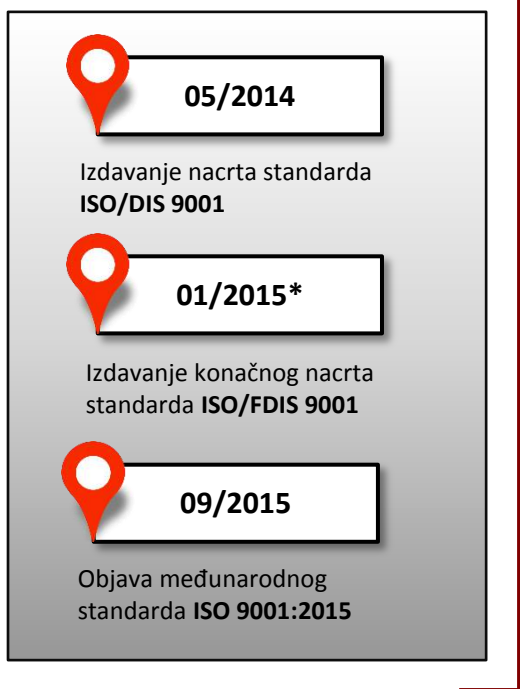 05/2014
Izdavanje nacrta standarda
ISO/DIS 9001
01/2015*
Izdavanje konačnog nacrta
standarda ISO/FDIS 9001
09/2015
Objava međunarodnog
standarda ISO 9001:2015